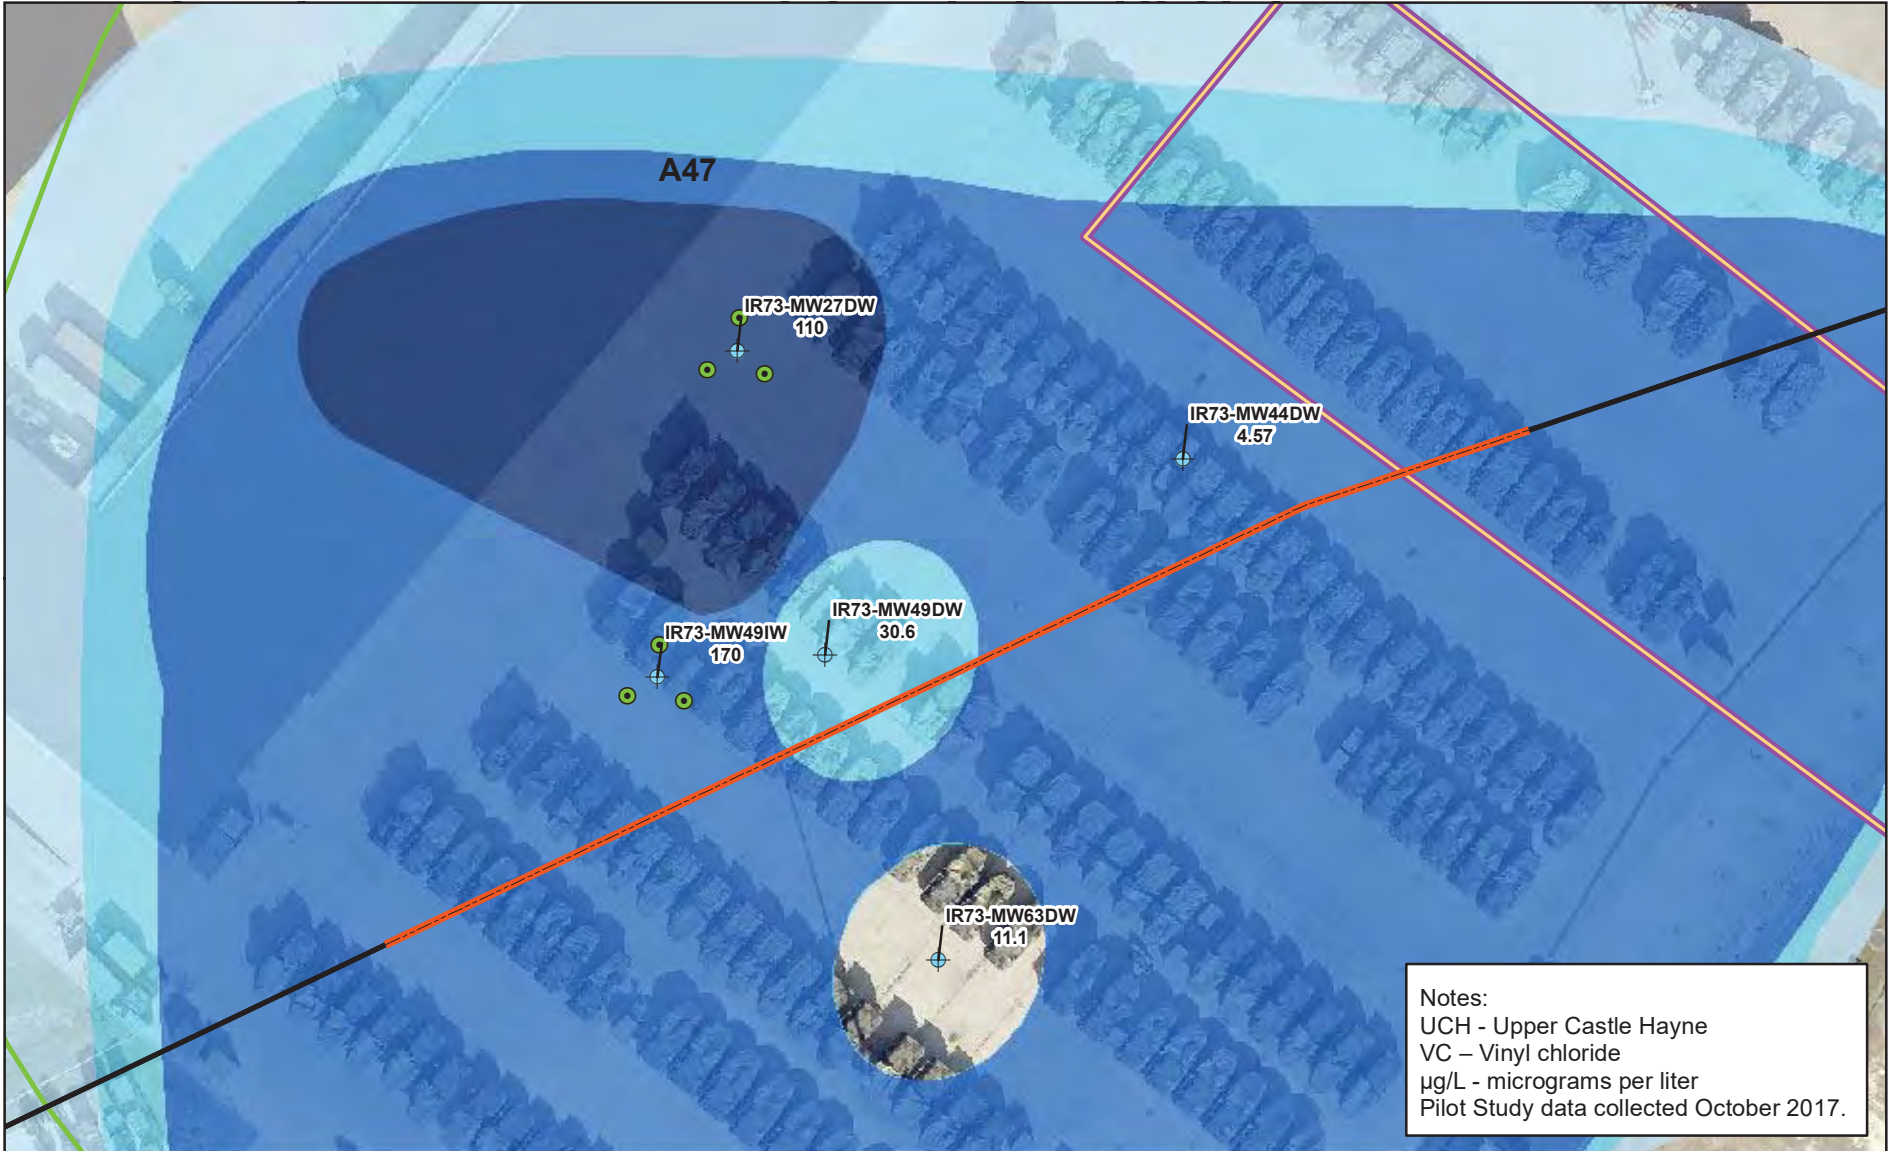 A47
IR73-MW27DW
110
IR73-MW44DW
4.57
IR73-MW49DW
30.6
IR73-MW49IW
170
IR73-MW63DW
11.1
Notes:
UCH - Upper Castle Hayne
VC – Vinyl chloride
µg/L - micrograms per liter
Pilot Study data collected October 2017.